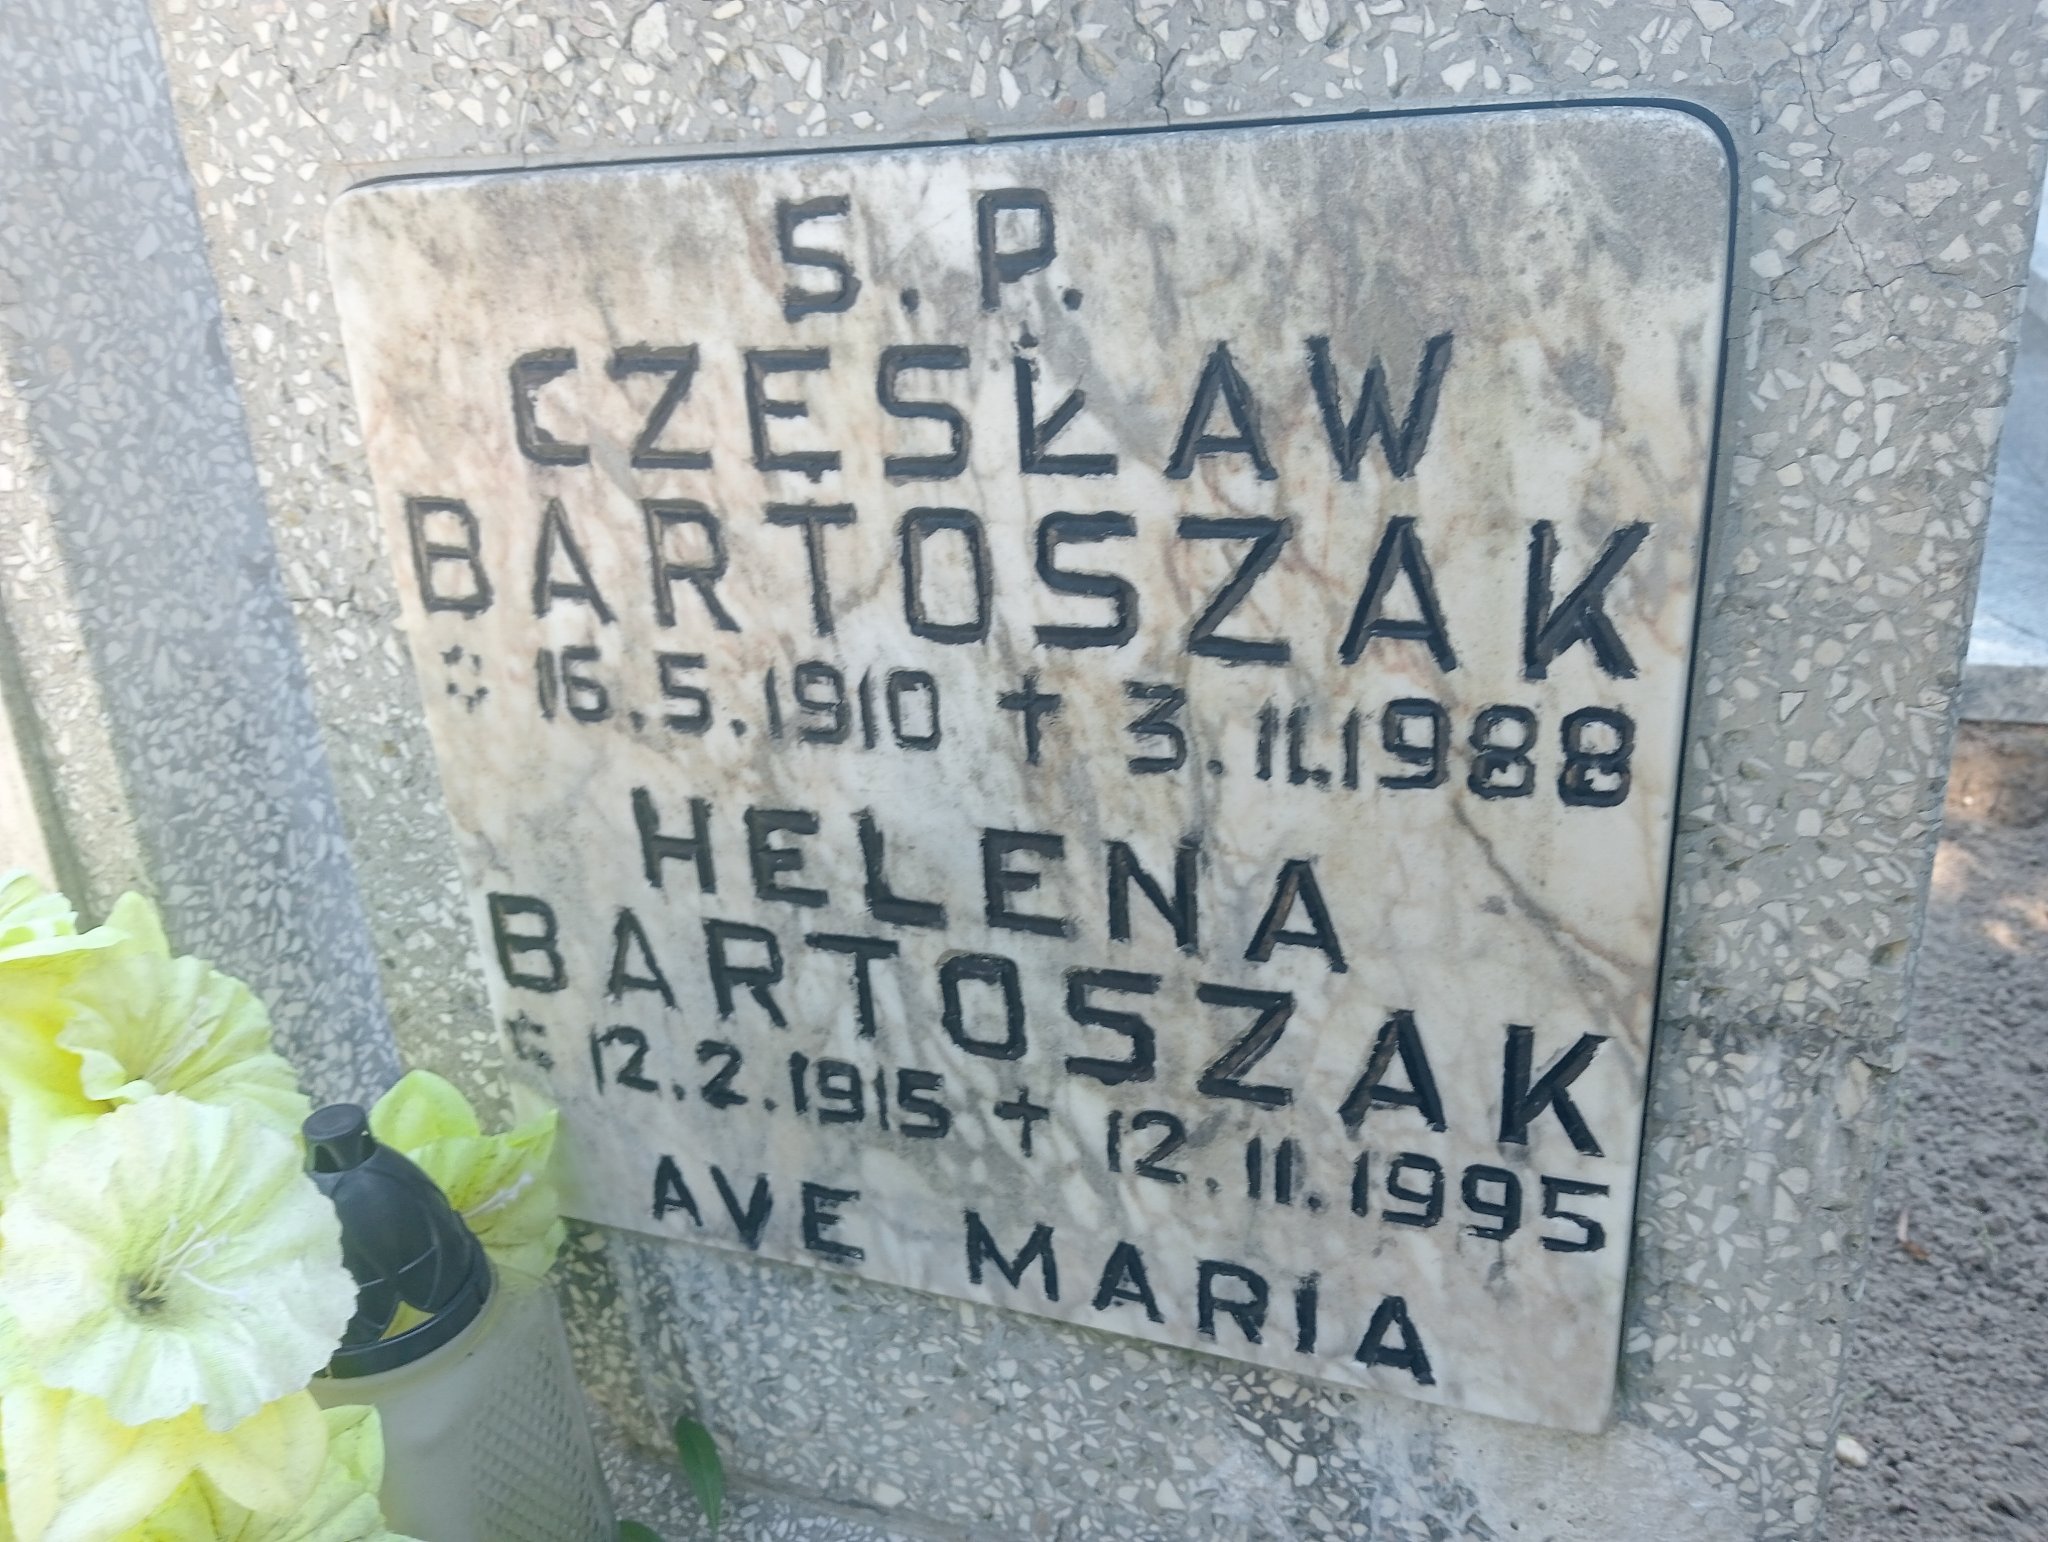 S. P.
CZESŁAW
BARTOSZAK
* 16.5.1910 ✝ 3.11.1988
HELENA
BARTOSZAK
* 12.2.1915 ✝ 12.11.1995
AVE MARIA